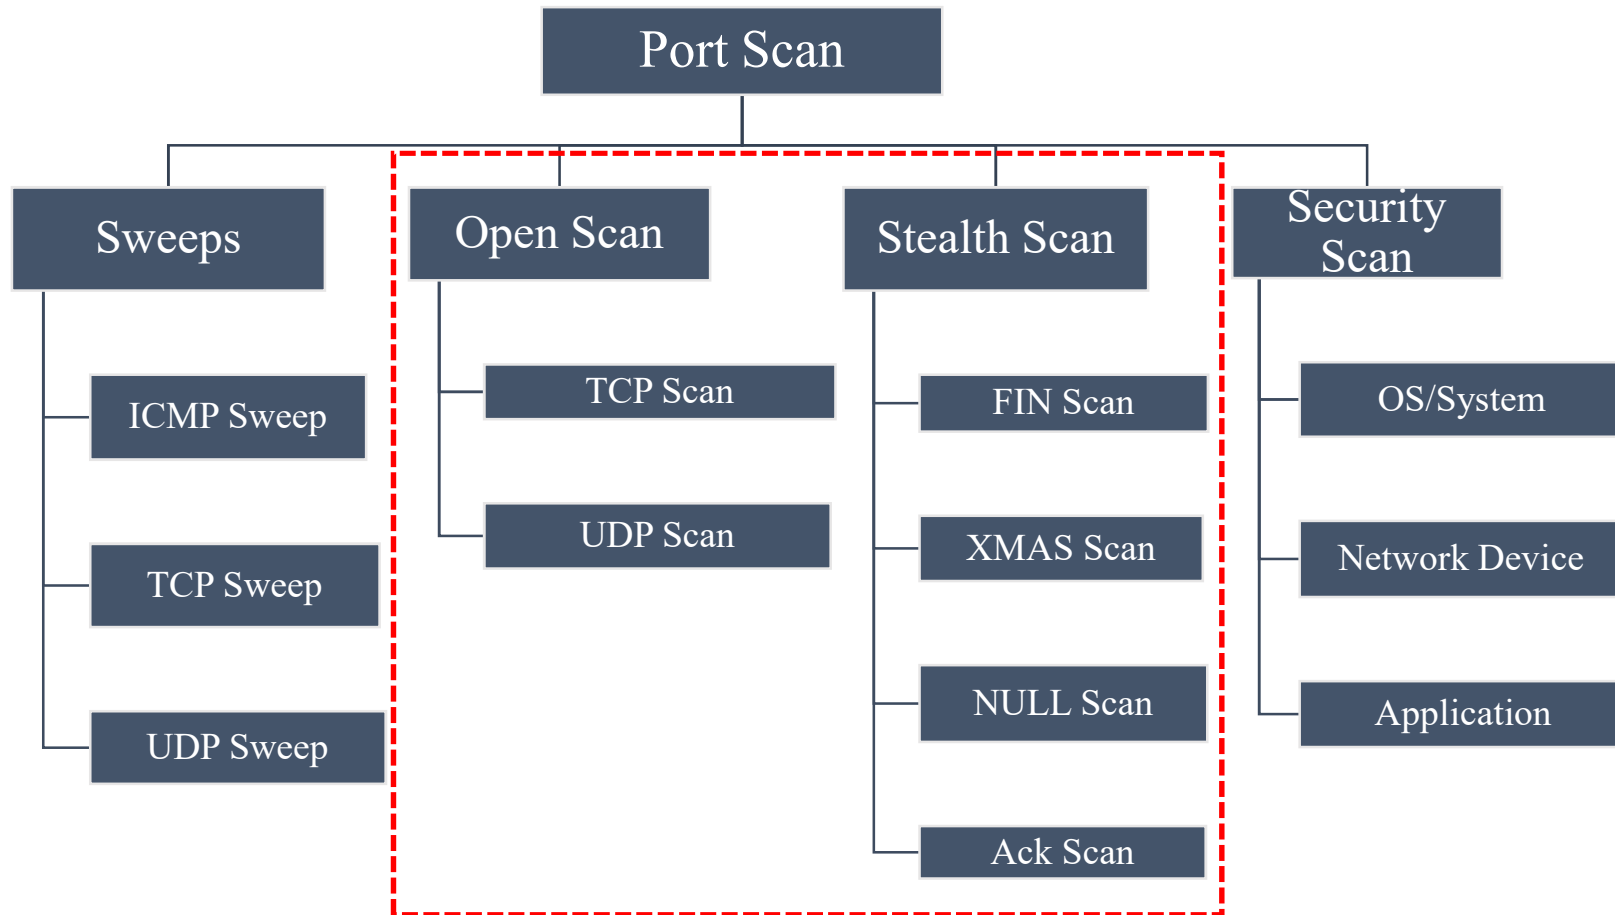 Port Scan
Sweeps
ICMP Sweep
TCP Sweep
UDP Sweep
Open Scan
TCP Scan
UDP Scan
Stealth Scan
FIN Scan
XMAS Scan
NULL Scan
Ack Scan
Security
Scan
OS/System
Network Device
Application